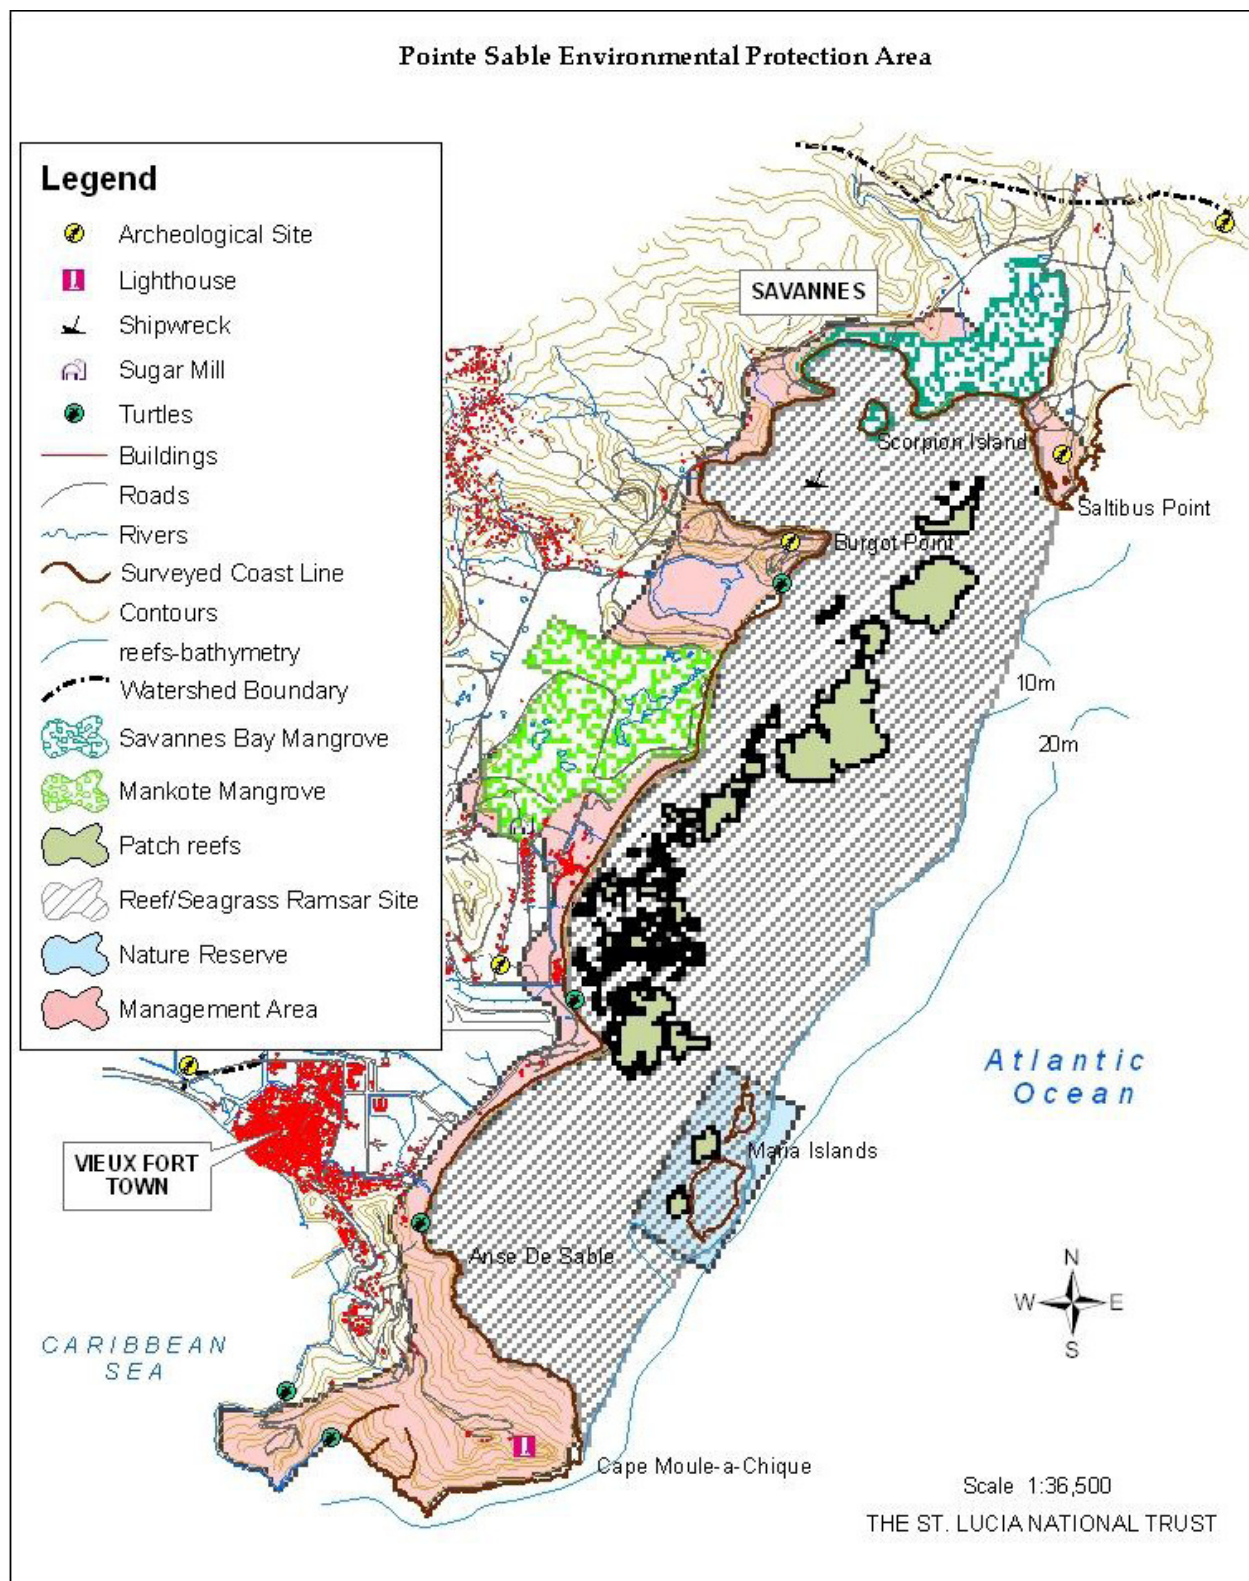 Pointe Sable Environmental Protection Area
Legend
Archeological Site
Lighthouse
Shipwreck
Sugar Mill
Turtles
Buildings
Roads
Rivers
Surveyed Coast Line
Contours
reefs-bathymetry
Watershed Boundary
Savannes Bay Mangrove
Mankote Mangrove
Patch reefs
Reef/Seagrass Ramsar Site
Nature Reserve
Management Area
SAVANNES
Scorpion Island
Saltibus Point
Burgot Point
10m
20m
Atlantic
Ocean
Maria Islands
VIEUX FORT
TOWN
Anse De Sable
CARIBBEAN
SEA
N
W
E
S
Cape Moule-a-Chique
Scale 1:36,500
THE ST. LUCIA NATIONAL TRUST